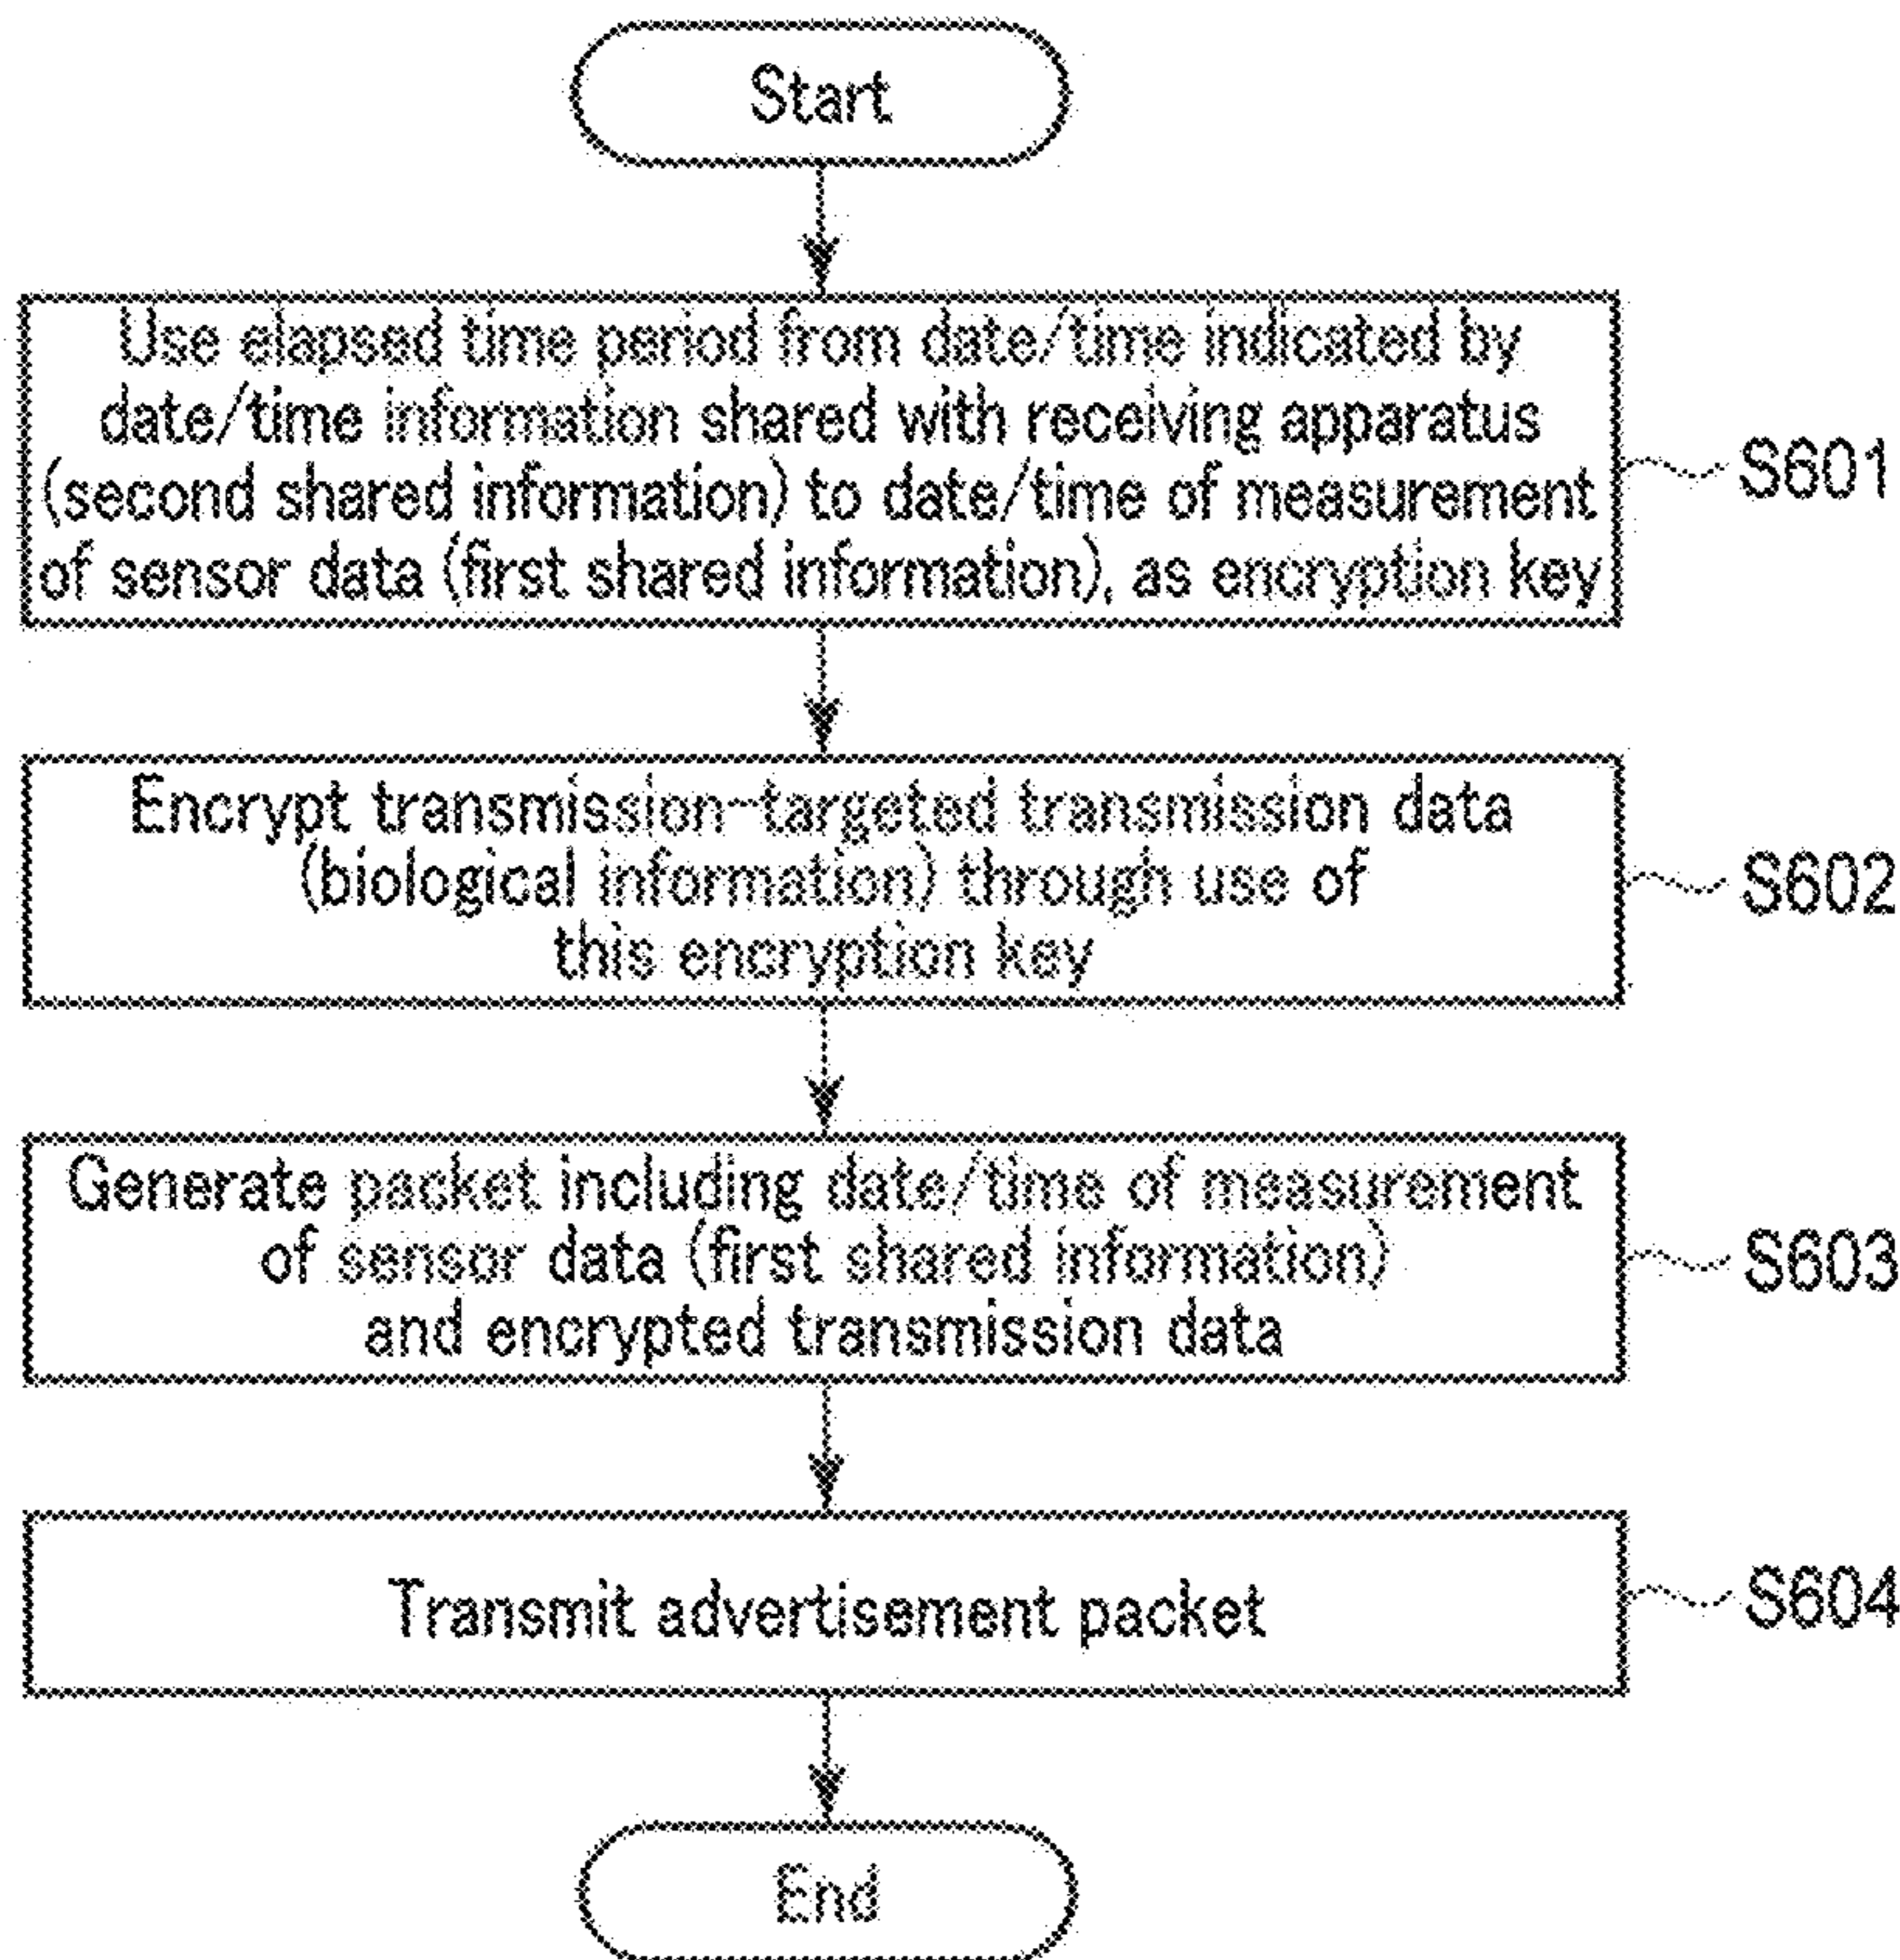 Start
Use elapsed time period from date/time indicated by
date/time information shared with receiving apparatus
(second shared information) to date/time of measurement
of sensor data (first shared information), as encryption key
S601
Encrypt transmission-targeted transmission data
(biological information) through use of
this encryption key
S602
Generate packet including date/time of measurement
of sensor data (first shared information)
and encrypted transmission data
S603
Transmit advertisement packet
S604
End